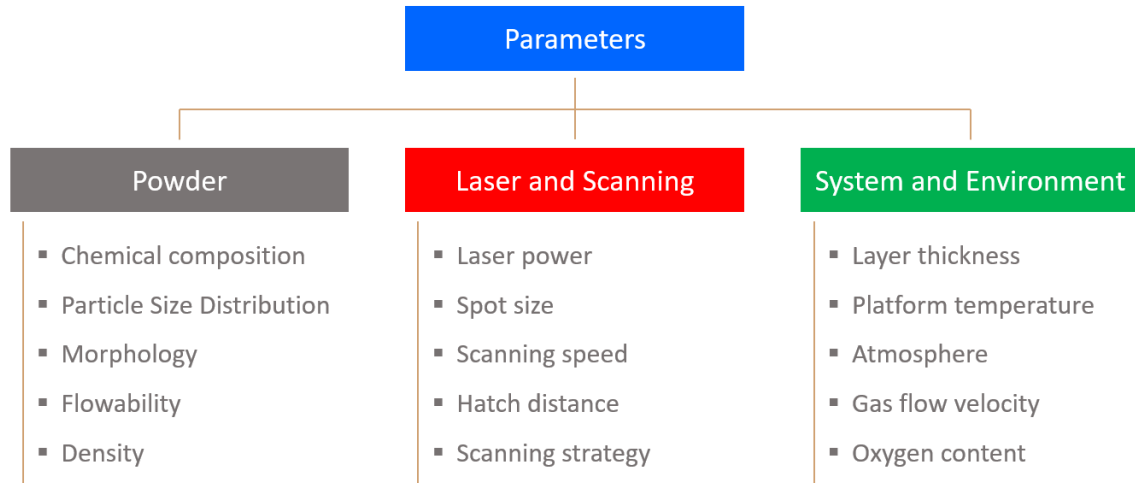 Parameters
Powder
▪ Chemical composition
▪ Particle Size Distribution
▪ Morphology
▪ Flowability
▪ Density
Laser and Scanning
▪ Laser power
▪ Spot size
▪ Scanning speed
▪ Hatch distance
▪ Scanning strategy
System and Environment
▪ Layer thickness
▪ Platform temperature
▪ Atmosphere
▪ Gas flow velocity
▪ Oxygen content